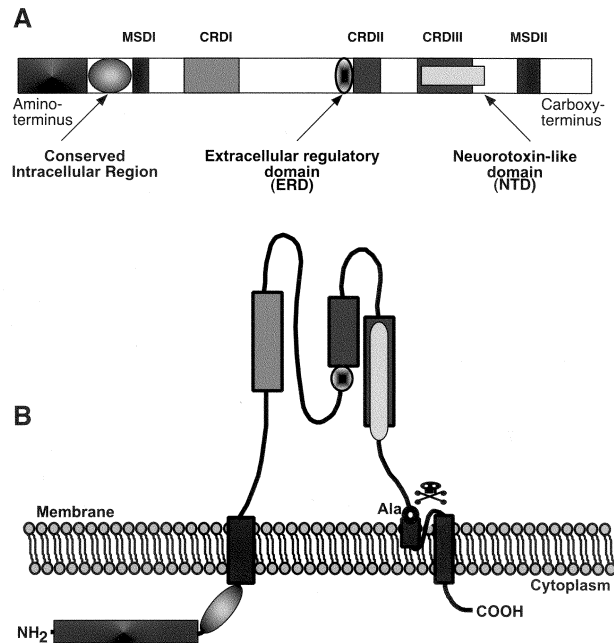 A
MSDI CRDI CRDII CRDIII MSDII
Amino-
terminus
Carboxy-
terminus
Conserved
Intracellular Region
Extracellular regulatory
domain
(ERD)
Neuorotoxin-like
domain
(NTD)
B
Ala
Membrane
Cytoplasm
NH2
COOH